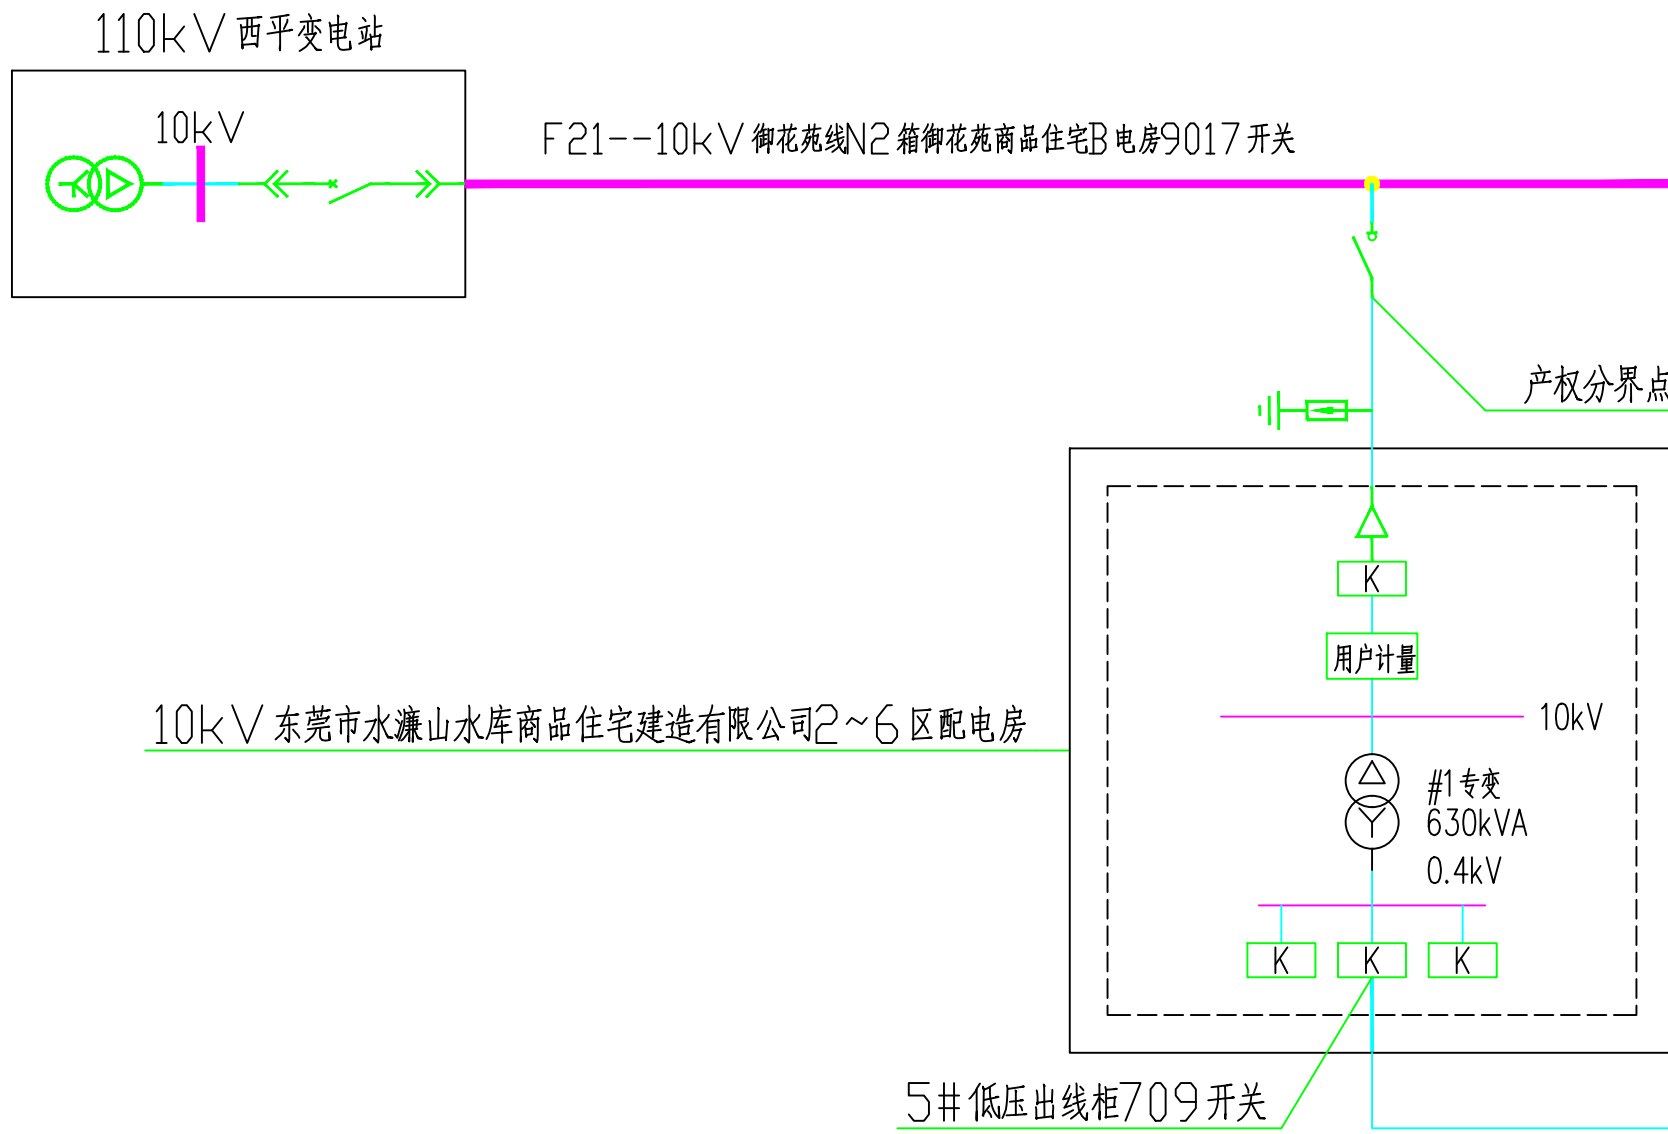 110kV西平变电站
10kV
F21--10kV御花苑线N2箱御花苑商品住宅B电房9017开关
产权分界点
K
用户计量
10kV东莞市水濂山水库商品住宅建造有限公司2~6区配电房
10kV
#1专变
630kVA
0.4kV
K K K
5#低压出线柜709开关